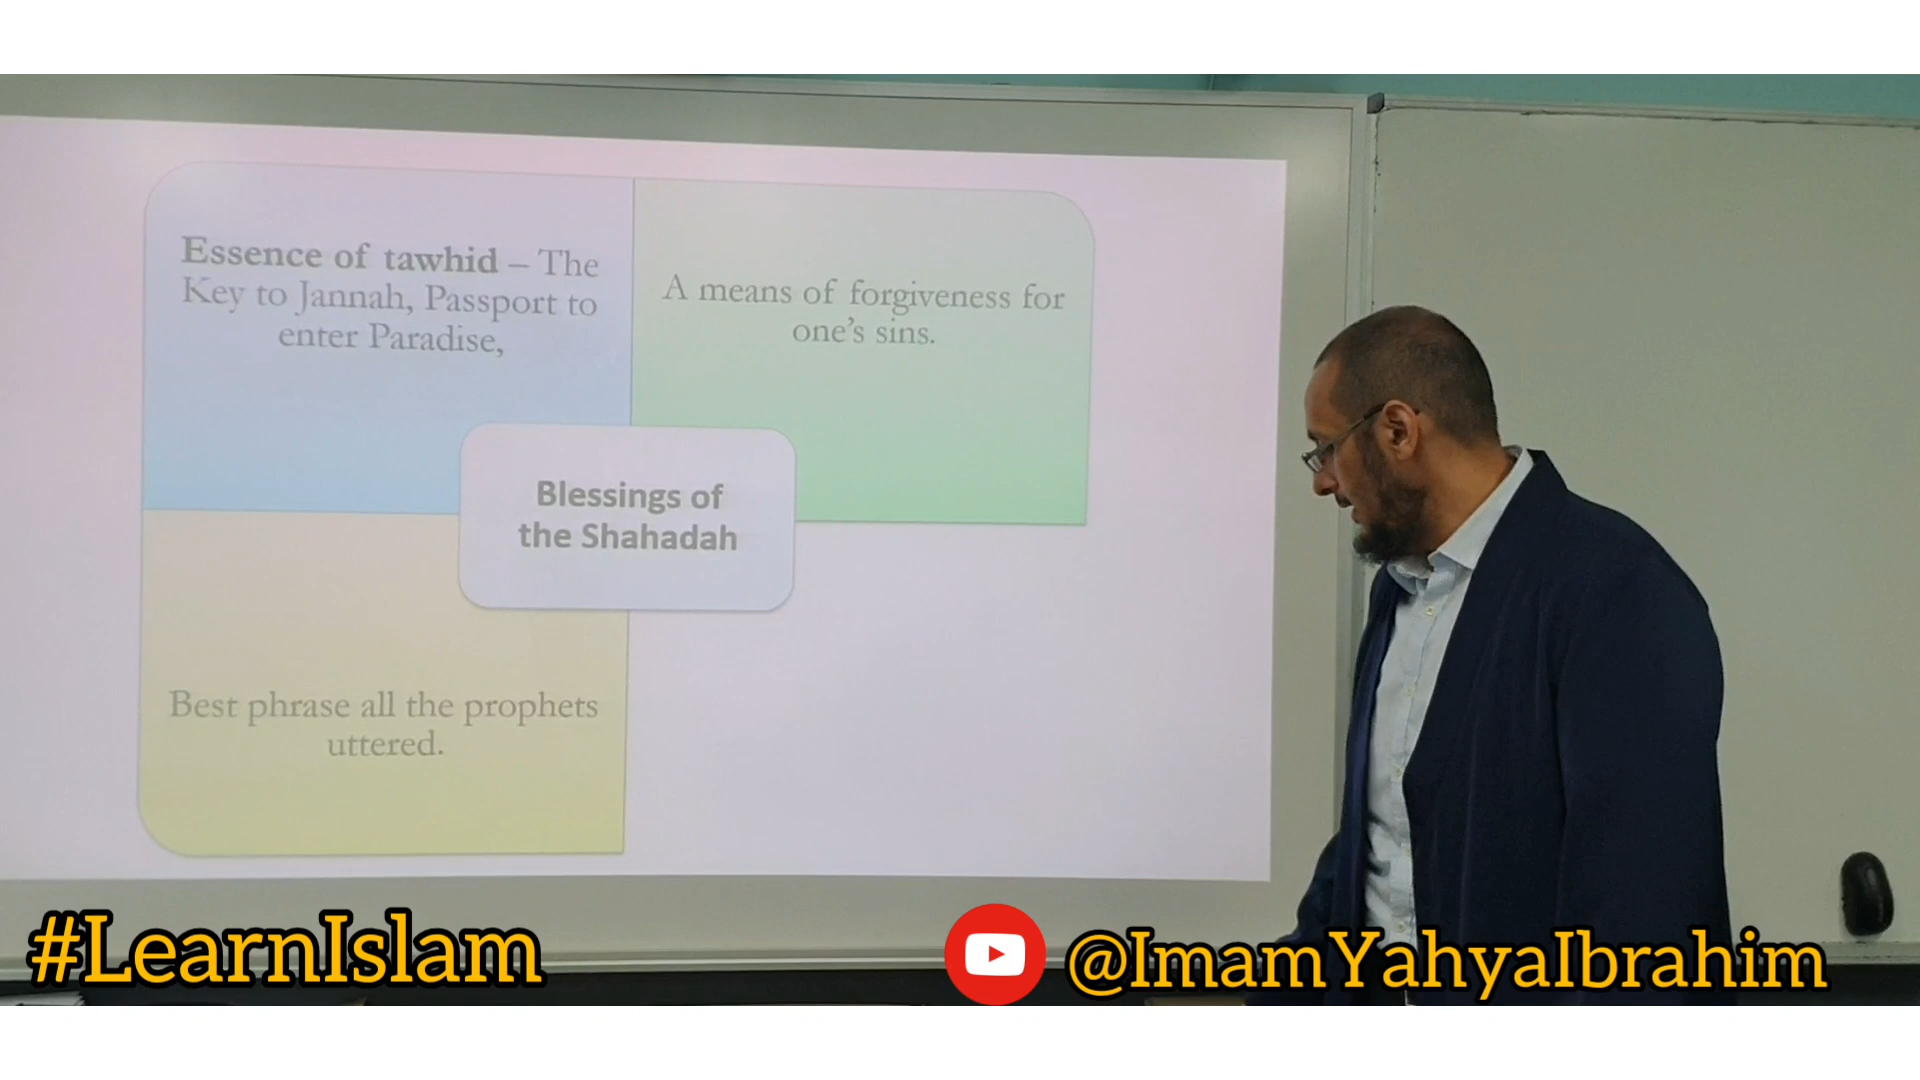 Essence of tawhid – The
Key to Jannah, Passport to
enter Paradise,
A means of forgiveness for
one's sins.
Blessings of
the Shahadah
Best phrase all the prophets
uttered.
#LearnIslam
@ImamYahyaIbrahim